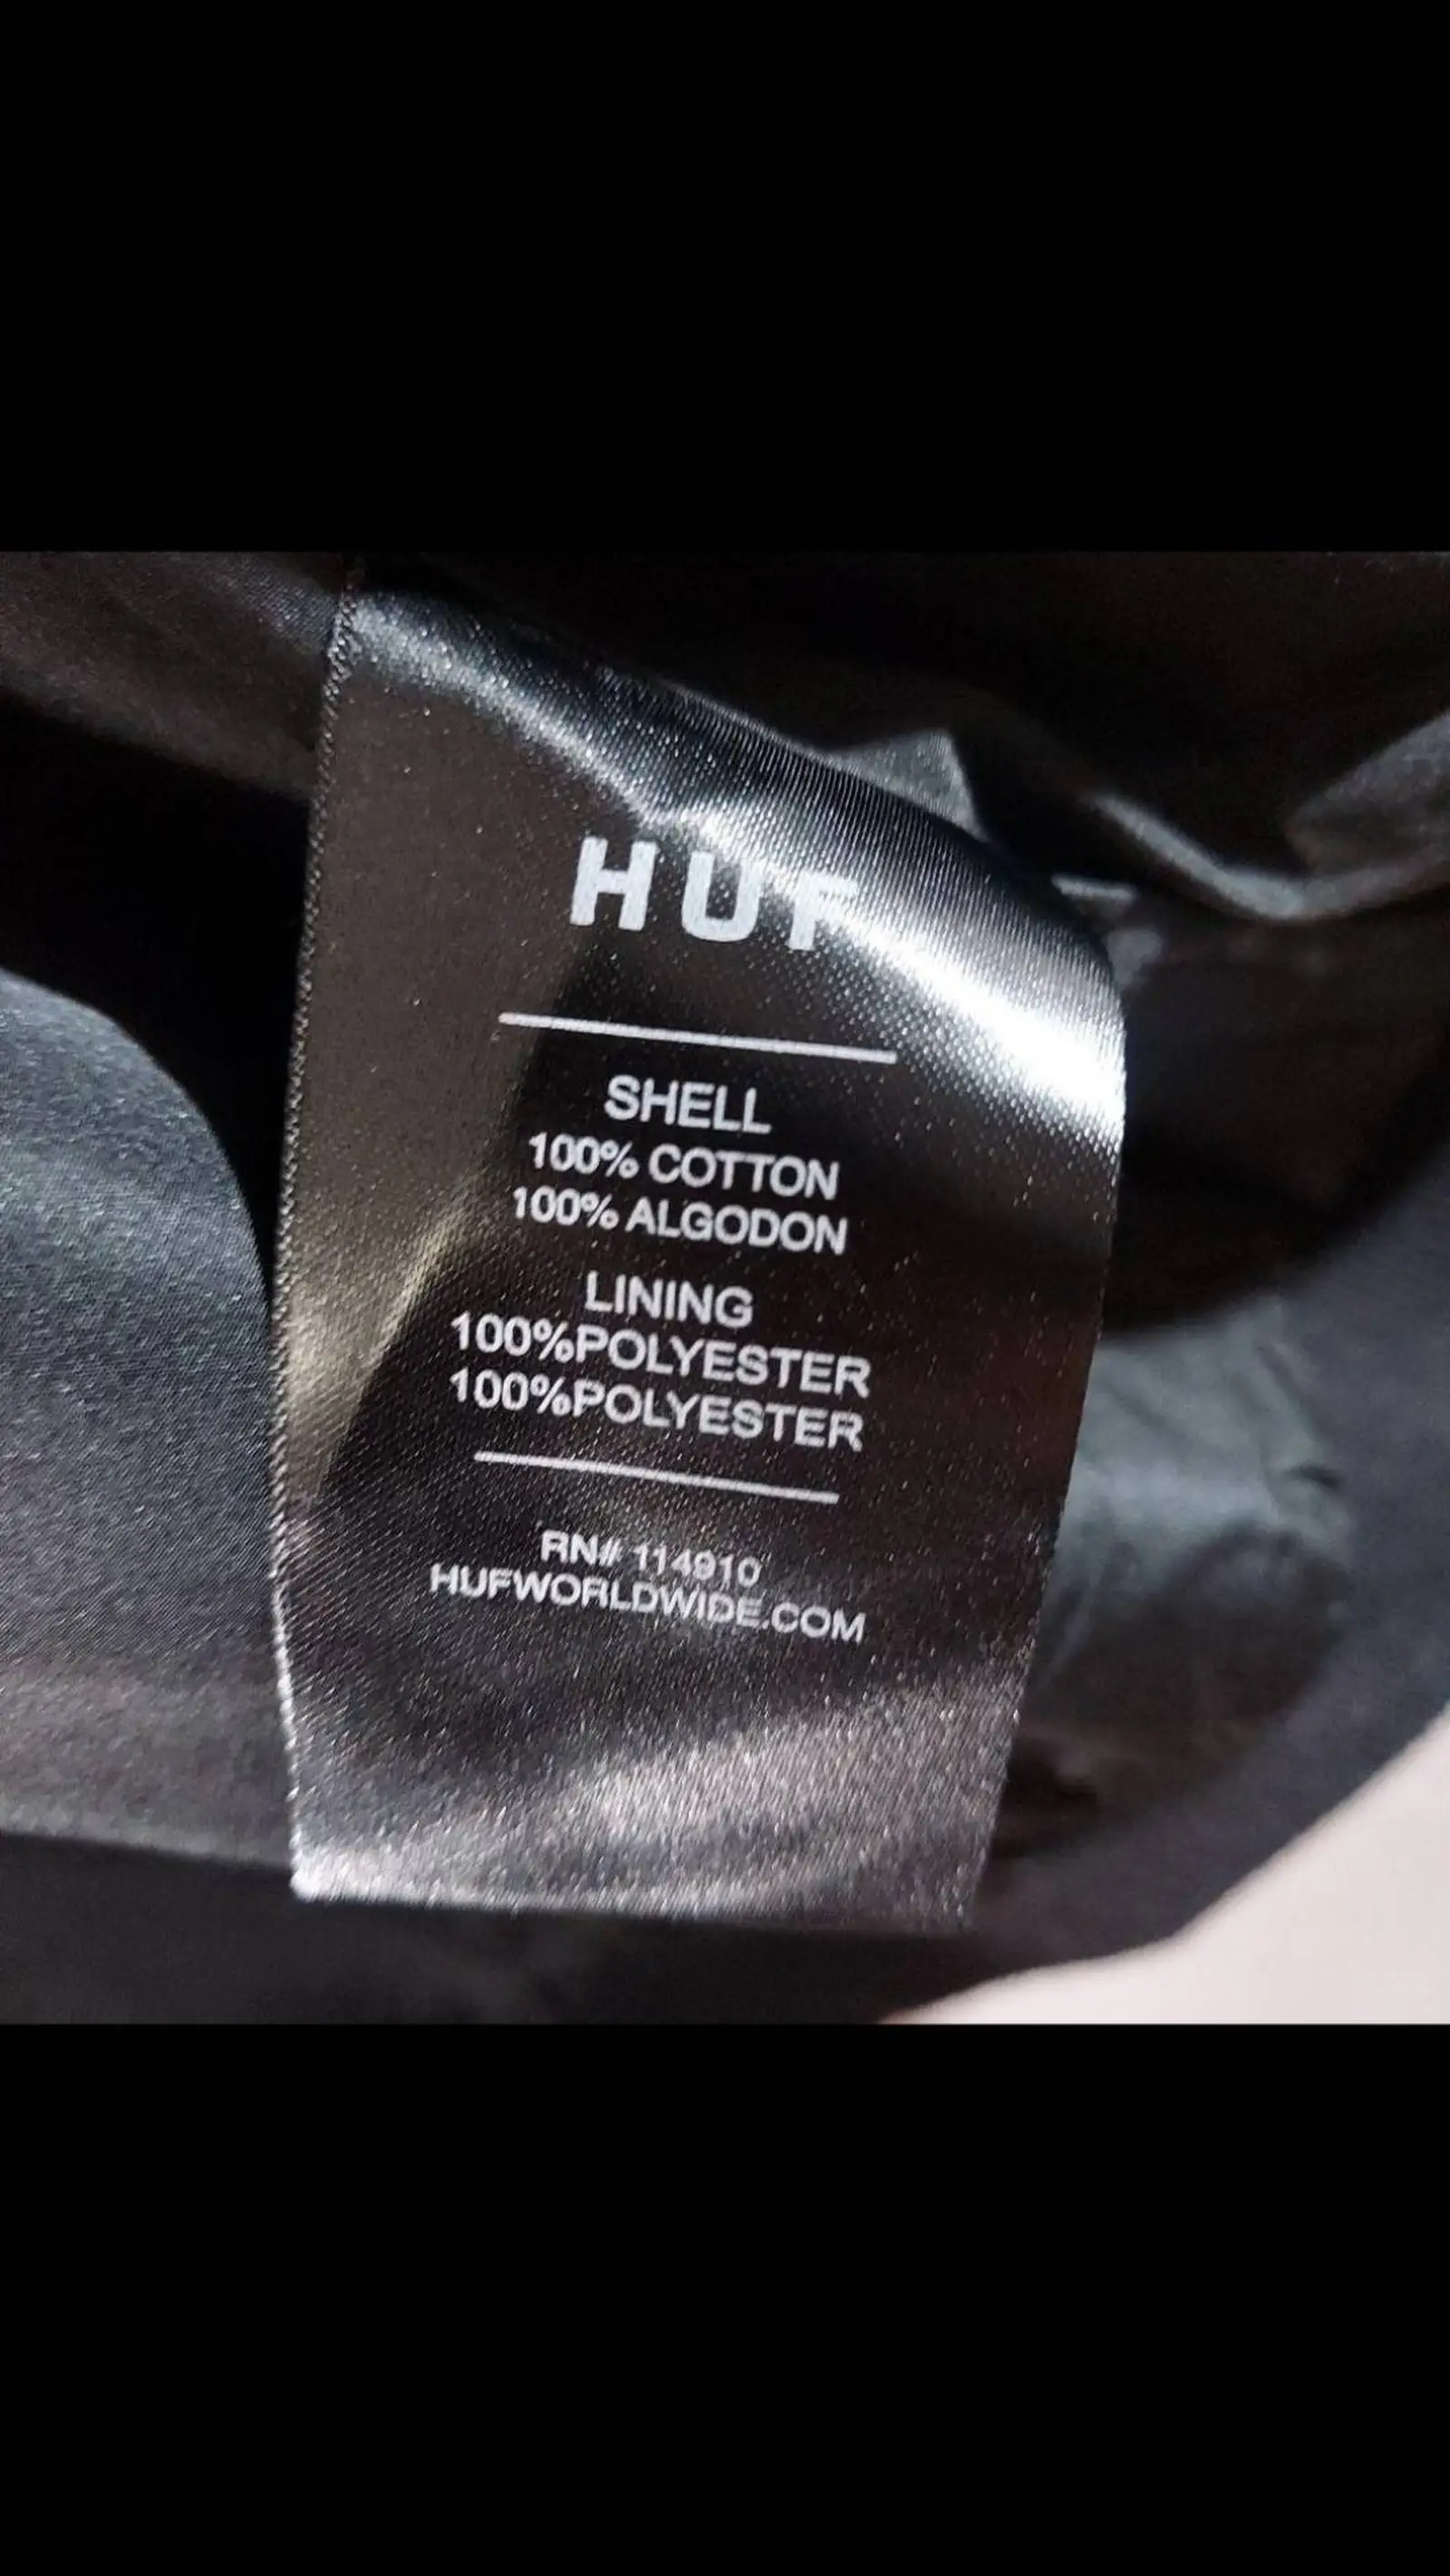 HUF
SHELL
100% COTTON
100% ALGODON
LINING
100%POLYESTER
100%POLYESTER
RN# 114910
HUFWORLDWIDE.COM